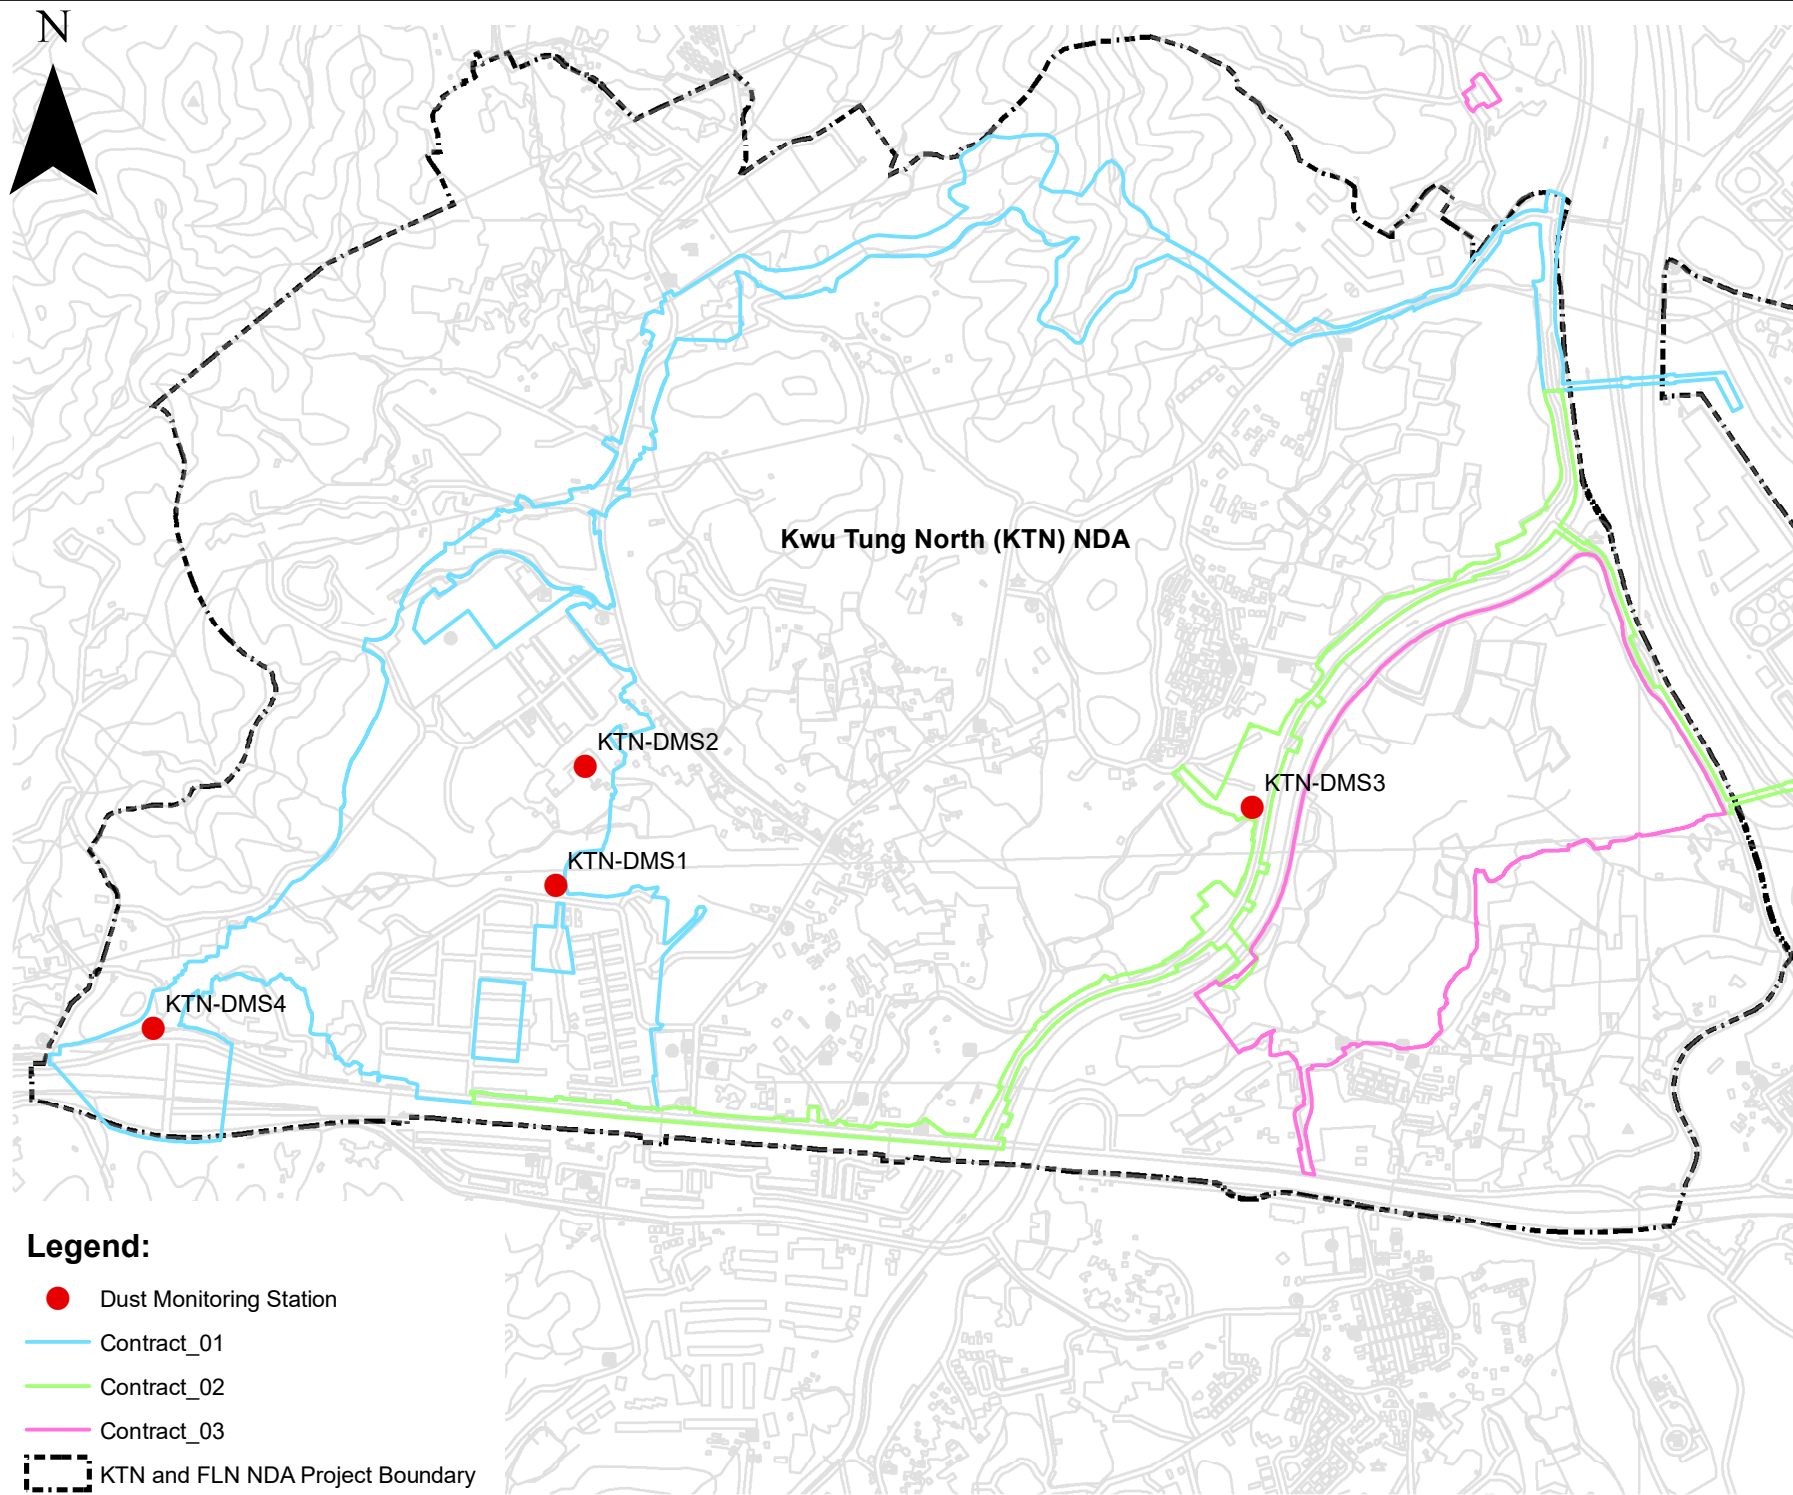 N
Kwu Tung North (KTN) NDA
KTN-DMS2
KTN-DMS3
KTN-DMS1
KTN-DMS4
Legend:
Dust Monitoring Station
Contract_01
Contract_02
Contract_03
KTN and FLN NDA Project Boundary